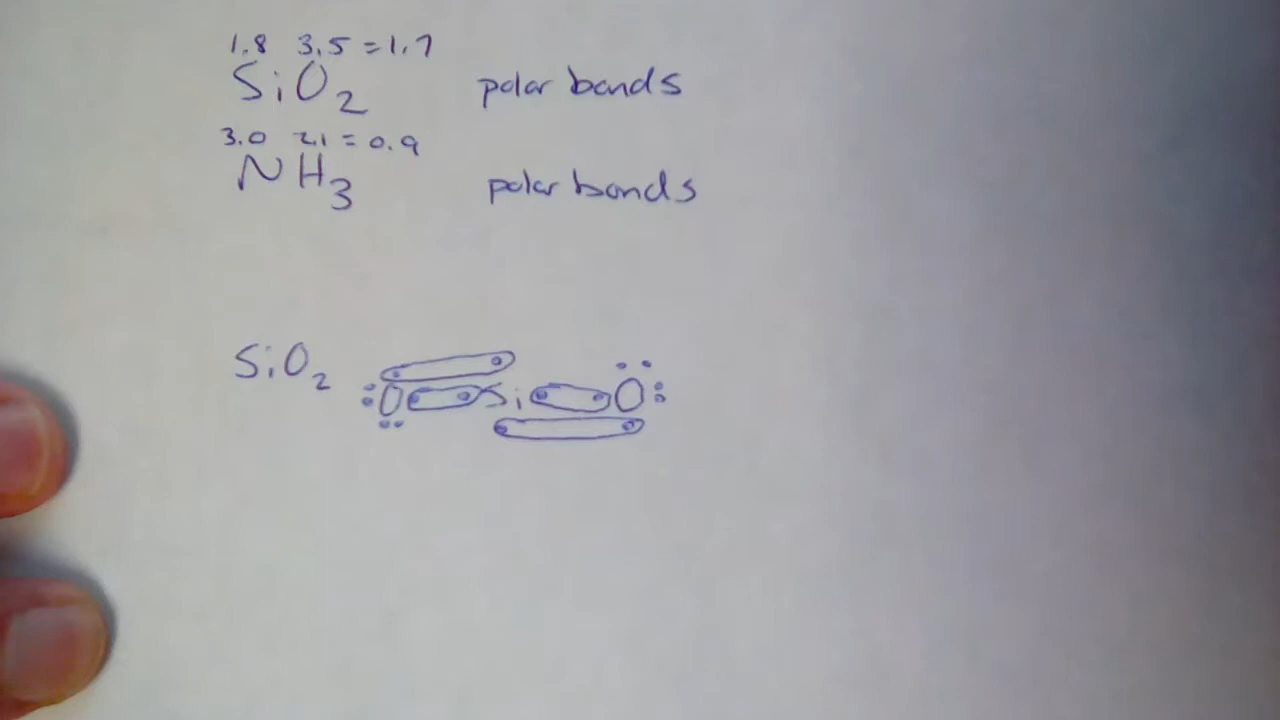 1.8 3.5 = 1.7
SiO2 polar bonds
3.0 2.1 = 0.9
NH3 polar bonds
SiO2 O Si O